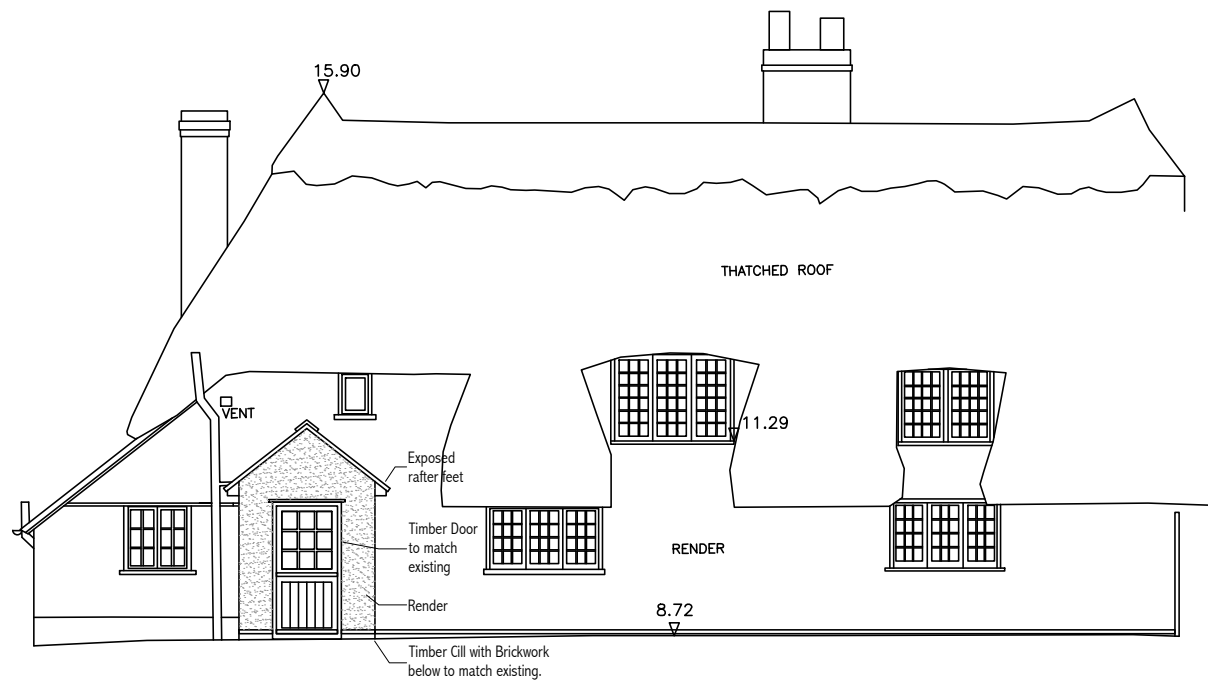 15.90
THATCHED ROOF
VENT
11.29
Exposed
rafter feet
Timber Door
to match
existing
RENDER
Render
8.72
Timber Cill with Brickwork
below to match existing.